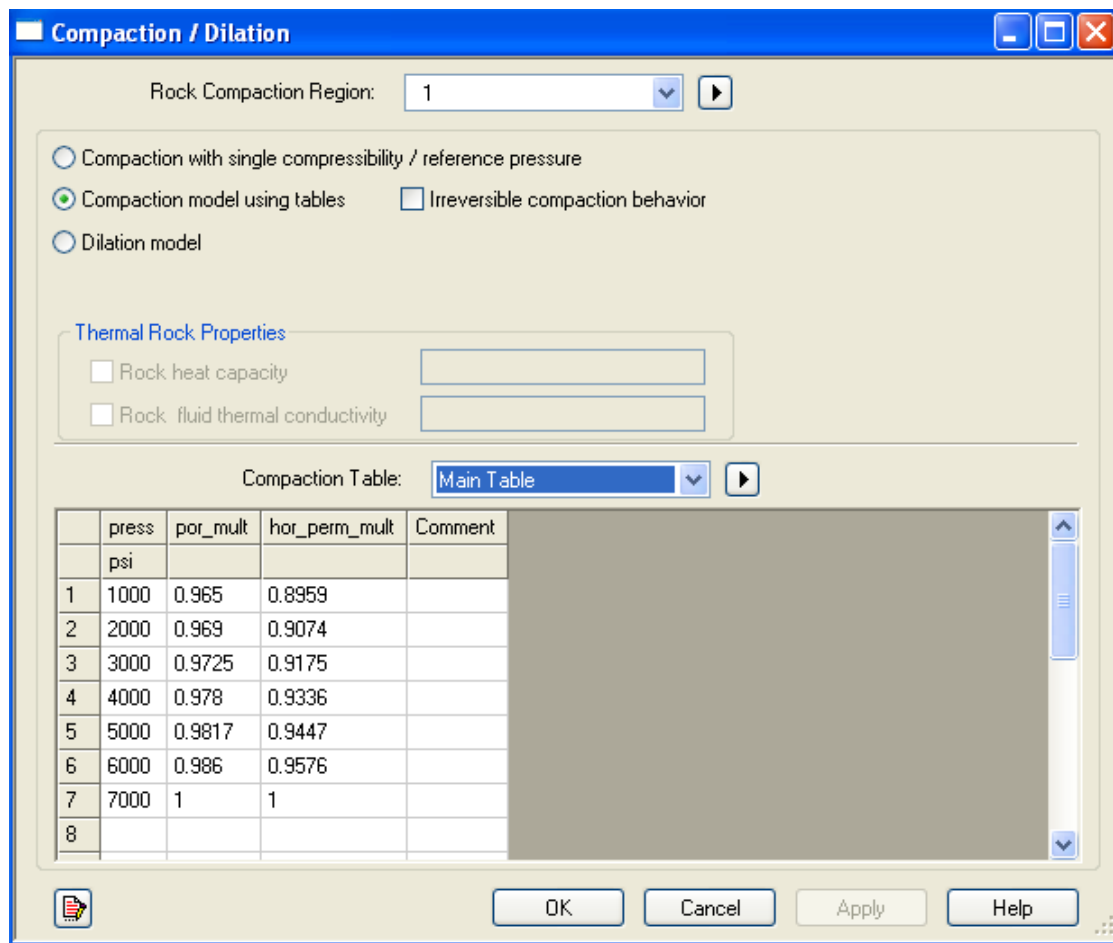 Compaction / Dilation
Rock Compaction Region: 1
Compaction with single compressibility / reference pressure
Compaction model using tables Irreversible compaction behavior
Dilation model
Thermal Rock Properties
Rock heat capacity
Rock fluid thermal conductivity
Compaction Table: Main Table
press por_mult hor_perm_mult Comment
psi
1 1000 0.965 0.8959
2 2000 0.969 0.9074
3 3000 0.9725 0.9175
4 4000 0.978 0.9336
5 5000 0.9817 0.9447
6 6000 0.986 0.9576
7 7000 1 1
8
OK Cancel Apply Help